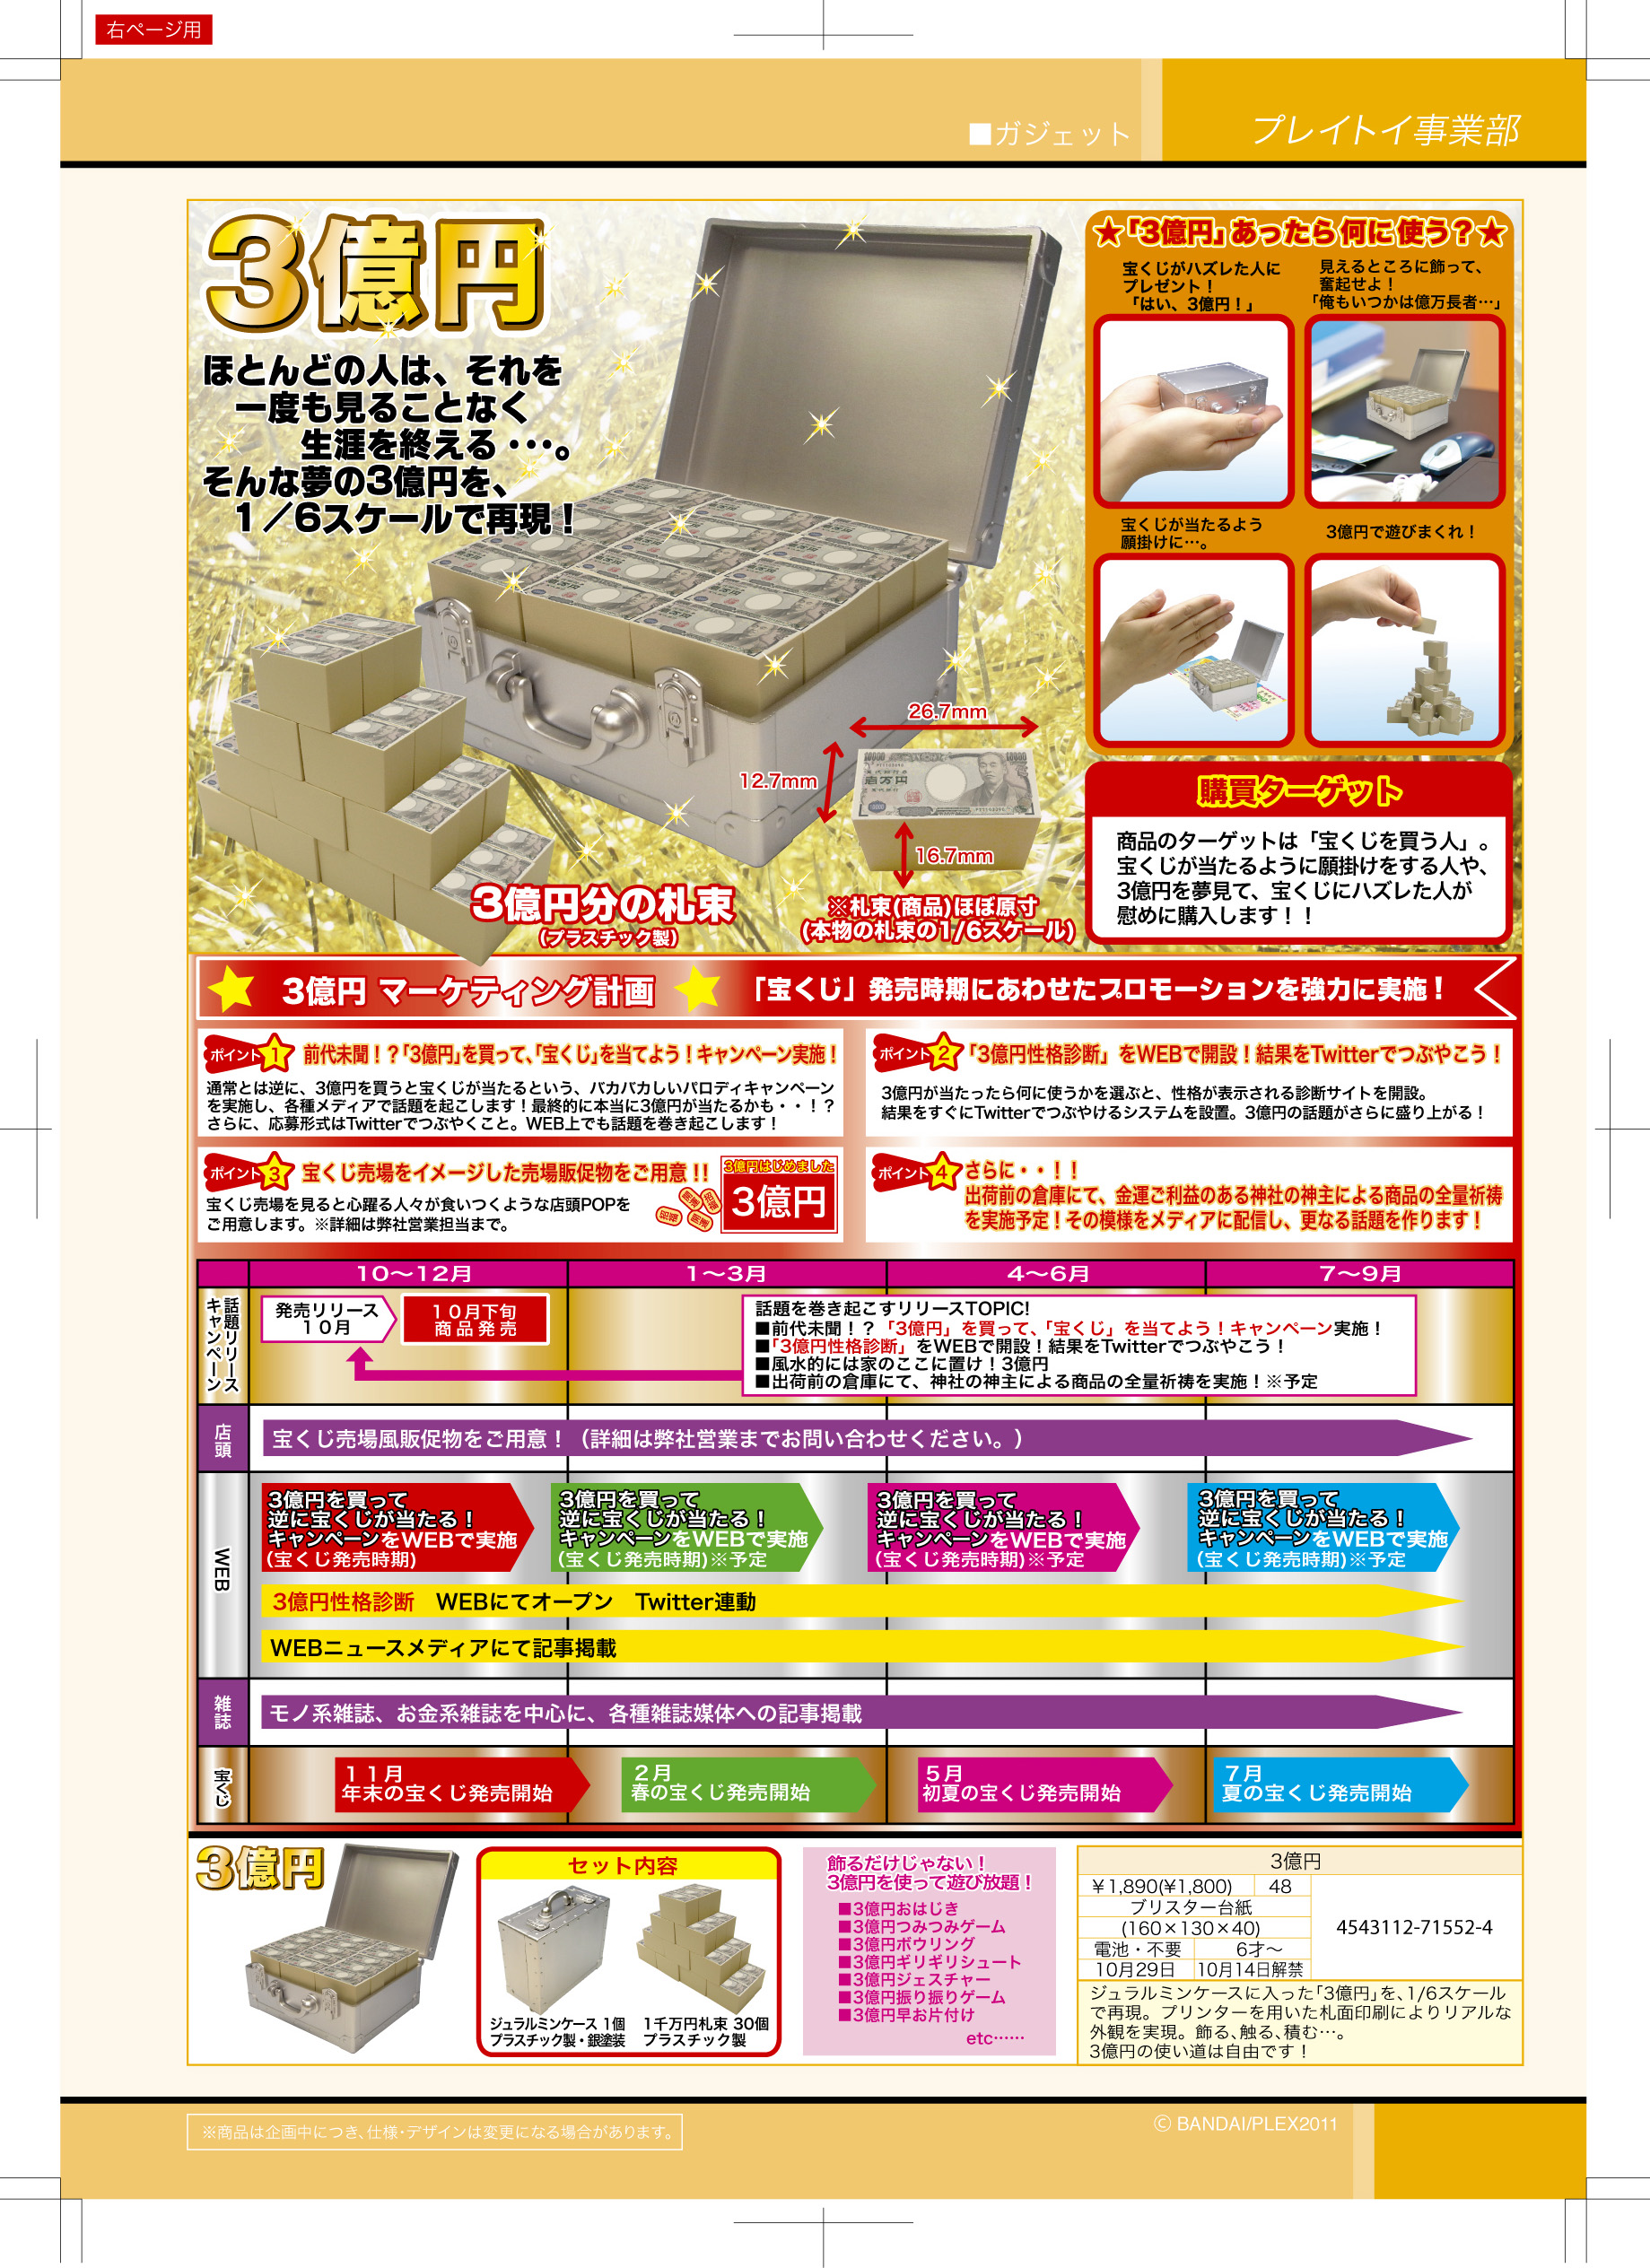 右ページ用
■ガジェット
プレイトイ事業部
3億円
ほとんどの人は、それを
一度も見ることなく
生涯を終える・・・。
そんな夢の3億円を、
1／6スケールで再現！
26.7mm
12.7mm
16.7mm
3億円分の札束
(プラスチック製)
※札束(商品)ほぼ原寸
(本物の札束の1/6スケール)
★「3億円」あったら何に使う？★
宝くじがハズレた人に
プレゼント！
「はい、3億円！」
見えるところに飾って、
奮起せよ！
「俺もいつかは億万長者…」
宝くじが当たるよう
願掛けに…。
3億円で遊びまくれ！
購買ターゲット
商品のターゲットは「宝くじを買う人」。
宝くじが当たるように願掛けをする人や、
3億円を夢見て、宝くじにハズレた人が
慰めに購入します！！
3億円 マーケティング計画
「宝くじ」発売時期にあわせたプロモーションを強力に実施！
ポイント1 前代未聞！？「3億円」を買って、「宝くじ」を当てよう！キャンペーン実施！
通常とは逆に、3億円を買うと宝くじが当たるという、バカバカしいパロディキャンペーン
を実施し、各種メディアで話題を起こします！最終的に本当に3億円が当たるかも・・！？
さらに、応募形式はTwitterでつぶやくこと。WEB上でも話題を巻き起こします！
ポイント2 「3億円性格診断」をWEBで開設！結果をTwitterでつぶやこう！
3億円が当たったら何に使うかを選ぶと、性格が表示される診断サイトを開設。
結果をすぐにTwitterでつぶやけるシステムを設置。3億円の話題がさらに盛り上がる！
ポイント3 宝くじ売場をイメージした売場販促物をご用意!!
宝くじ売場を見ると心躍る人々が食いつくような店頭POPを
ご用意します。※詳細は弊社営業担当まで。
3億円はじめました
3億円
ポイント4 さらに・・！！
出荷前の倉庫にて、金運ご利益のある神社の神主による商品の全量祈祷
を実施予定！その模様をメディアに配信し、更なる話題を作ります！
10～12月
1～3月
4～6月
7～9月
話題リリース
キャンペーン
発売リリース
10月
10月下旬
商品発売
話題を巻き起こすリリースTOPIC!
■前代未聞！？「3億円」を買って、「宝くじ」を当てよう！キャンペーン実施！
■「3億円性格診断」をWEBで開設！結果をTwitterでつぶやこう！
■風水的には家のここに置け！3億円
■出荷前の倉庫にて、神社の神主による商品の全量祈祷を実施！※予定
店頭
宝くじ売場風販促物をご用意！（詳細は弊社営業までお問い合わせください。）
WEB
3億円を買って
逆に宝くじが当たる！
キャンペーンをWEBで実施
(宝くじ発売時期)
3億円を買って
逆に宝くじが当たる！
キャンペーンをWEBで実施
(宝くじ発売時期)※予定
3億円を買って
逆に宝くじが当たる！
キャンペーンをWEBで実施
(宝くじ発売時期)※予定
3億円を買って
逆に宝くじが当たる！
キャンペーンをWEBで実施
(宝くじ発売時期)※予定
3億円性格診断 WEBにてオープン Twitter連動
WEBニュースメディアにて記事掲載
雑誌
モノ系雑誌、お金系雑誌を中心に、各種雑誌媒体への記事掲載
宝くじ
11月
年末の宝くじ発売開始
2月
春の宝くじ発売開始
5月
初夏の宝くじ発売開始
7月
夏の宝くじ発売開始
3億円
セット内容
ジュラルミンケース 1個
プラスチック製・銀塗装
1千万円札束 30個
プラスチック製
飾るだけじゃない！
3億円を使って遊び放題！
■3億円おはじき
■3億円つみつみゲーム
■3億円ボウリング
■3億円ギリギリシュート
■3億円ジェスチャー
■3億円振り振りゲーム
■3億円早お片付け
etc……
3億円
¥1,890(¥1,800) 48
ブリスター台紙
(160×130×40)
電池・不要 6才～
10月29日 10月14日解禁
4543112-71552-4
ジュラルミンケースに入った「3億円」を、1/6スケール
で再現。プリンターを用いた札面印刷によりリアルな
外観を実現。飾る、触る、積む…。
3億円の使い道は自由です！
※商品は企画中につき、仕様・デザインは変更になる場合があります。
© BANDAI/PLEX2011